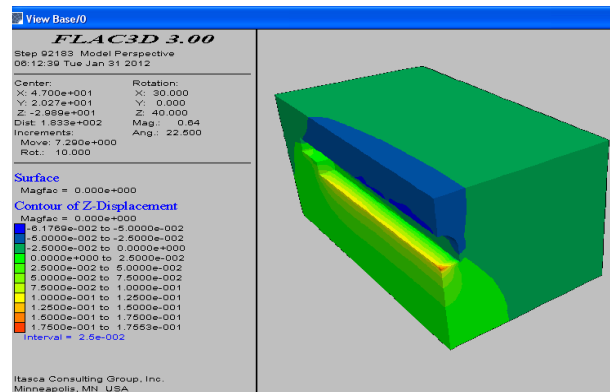 View Base/0
FLAC3D 3.00
Step 92183 Model Perspective
06:12:39 Tue Jan 31 2012
Center: Rotation:
X: 4.700e+001 X: 30.000
Y: 2.027e+001 Y: 0.000
Z: -2.989e+001 Z: 40.000
Dist: 1.833e+002 Mag.: 0.64
Increments: Ang.: 22.500
Move: 7.290e+000
Rot.: 10.000
Surface
Magfac = 0.000e+000
Contour of Z-Displacement
Magfac = 0.000e+000
-6.1769e-002 to -5.0000e-002
-5.0000e-002 to -2.5000e-002
-2.5000e-002 to 0.0000e+000
0.0000e+000 to 2.5000e-002
2.5000e-002 to 5.0000e-002
5.0000e-002 to 7.5000e-002
7.5000e-002 to 1.0000e-001
1.0000e-001 to 1.2500e-001
1.2500e-001 to 1.5000e-001
1.5000e-001 to 1.7500e-001
1.7500e-001 to 1.7553e-001
Interval = 2.5e-002
Itasca Consulting Group, Inc.
Minneapolis, MN USA